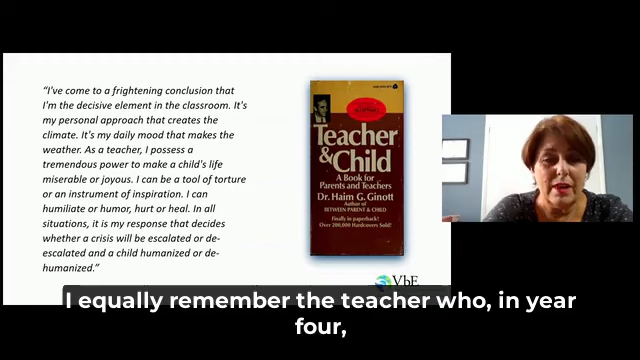 “I've come to a frightening conclusion that
I'm the decisive element in the classroom. It's
my personal approach that creates the
climate. It's my daily mood that makes the
weather. As a teacher, I possess a
tremendous power to make a child's life
miserable or joyous. I can be a tool of torture
or an instrument of inspiration. I can
humiliate or humor, hurt or heal. In all
situations, it is my response that decides
whether a crisis will be escalated or de-
escalated and a child humanized or de-
humanized.”
Teacher
& Child
A Book for
Parents and Teachers
Dr. Haim G. Ginott
Author of
BETWEEN PARENT & CHILD
Finally in paperback!
Over 200,000 Hardcovers Sold!
VbE
I equally remember the teacher who, in year
four,